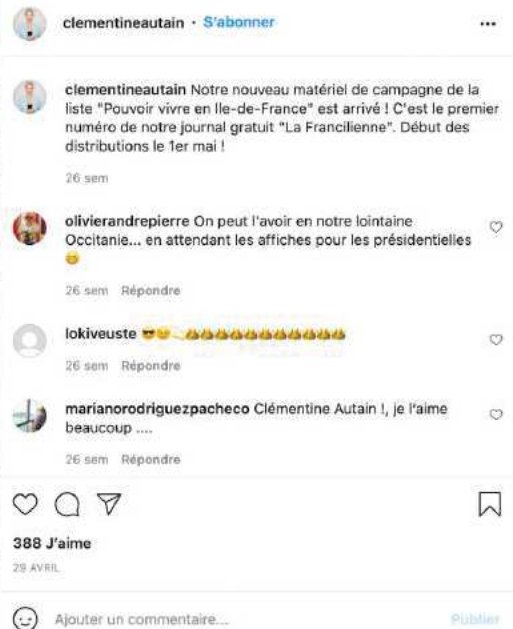 clementineautain · S'abonner
clementineautain Notre nouveau matériel de campagne de la
liste "Pouvoir vivre en Ile-de-France" est arrivé ! C'est le premier
numéro de notre journal gratuit "La Francilienne". Début des
distributions le 1er mai !
26 sem
olivierandrepierre On peut l'avoir en notre lointaine
Occitanie... en attendant les affiches pour les présidentielles
😊
26 sem Répondre
lokiveuste 😎😉
26 sem Répondre
marianorodriguezpacheco Clémentine Autain !, je l'aime
beaucoup ....
26 sem Répondre
388 J'aime
29 AVRIL
Ajouter un commentaire... Publier